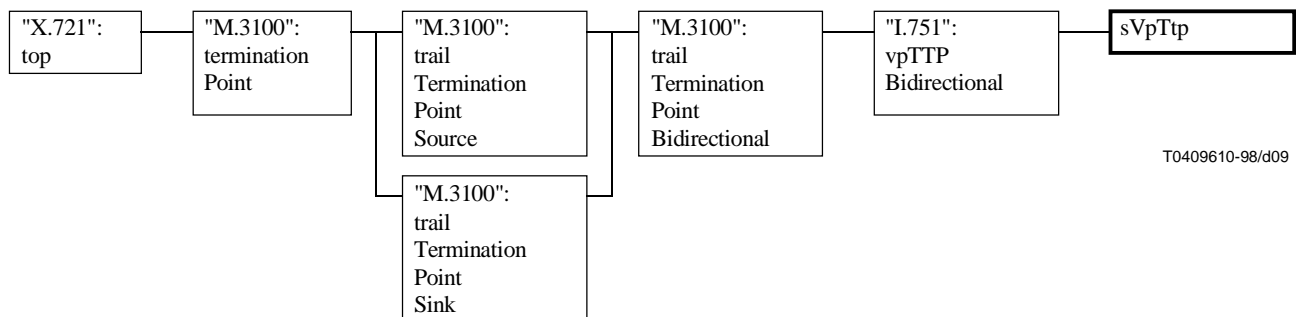 "X.721":
top
"M.3100":
termination
Point
"M.3100":
trail
Termination
Point
Source
"M.3100":
trail
Termination
Point
Bidirectional
"I.751":
vpTTP
Bidirectional
sVpTtp
T0409610-98/d09
"M.3100":
trail
Termination
Point
Sink